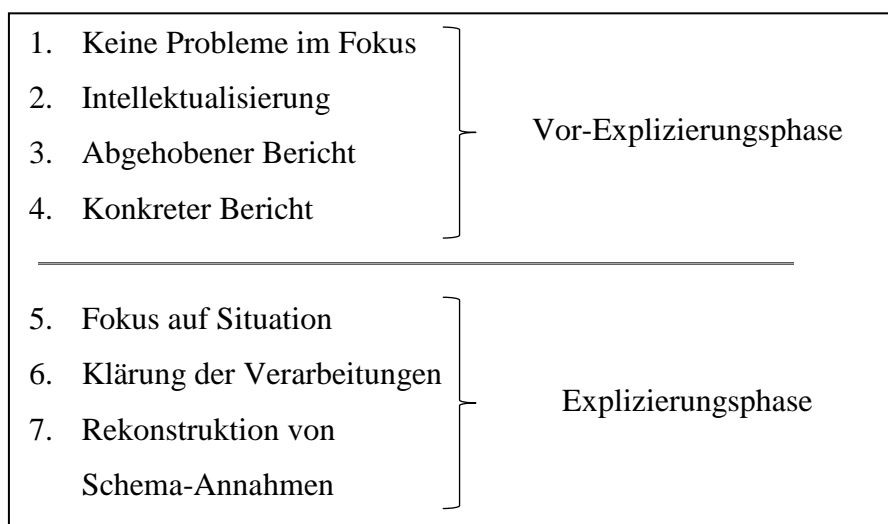 1. Keine Probleme im Fokus
2. Intellektualisierung
3. Abgehobener Bericht
4. Konkreter Bericht
Vor-Explizierungsphase
5. Fokus auf Situation
6. Klärung der Verarbeitungen
7. Rekonstruktion von
Schema-Annahmen
Explizierungsphase